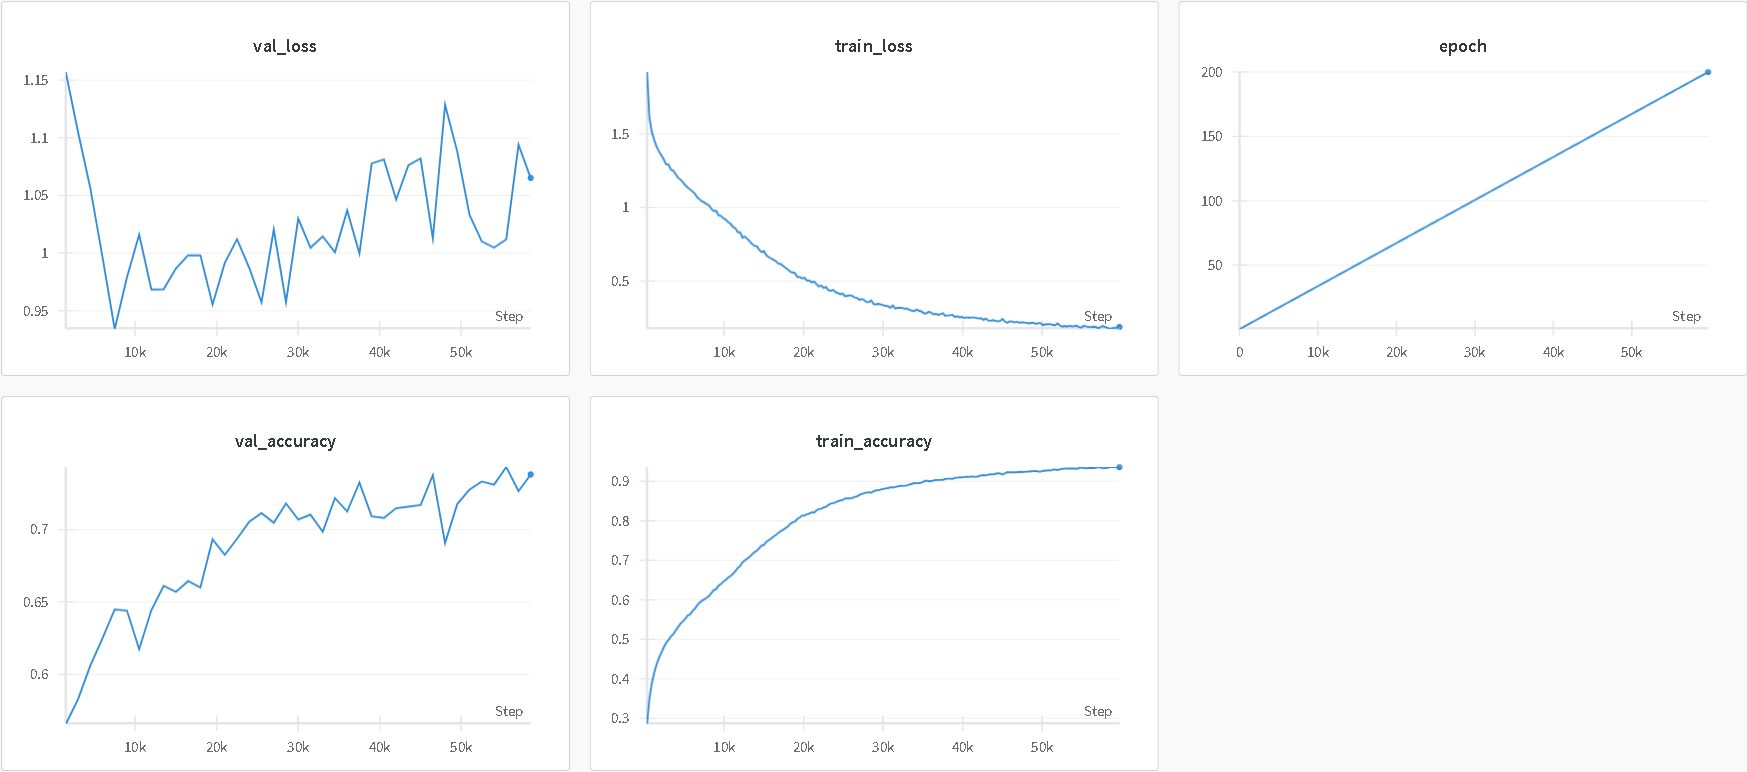 val_loss
1.15
1.1
1.05
1
0.95
Step
10k 20k 30k 40k 50k
train_loss
1.5
1
0.5
Step
10k 20k 30k 40k 50k
epoch
200
150
100
50
Step
0 10k 20k 30k 40k 50k
val_accuracy
0.7
0.65
0.6
Step
10k 20k 30k 40k 50k
train_accuracy
0.9
0.8
0.7
0.6
0.5
0.4
0.3
Step
10k 20k 30k 40k 50k